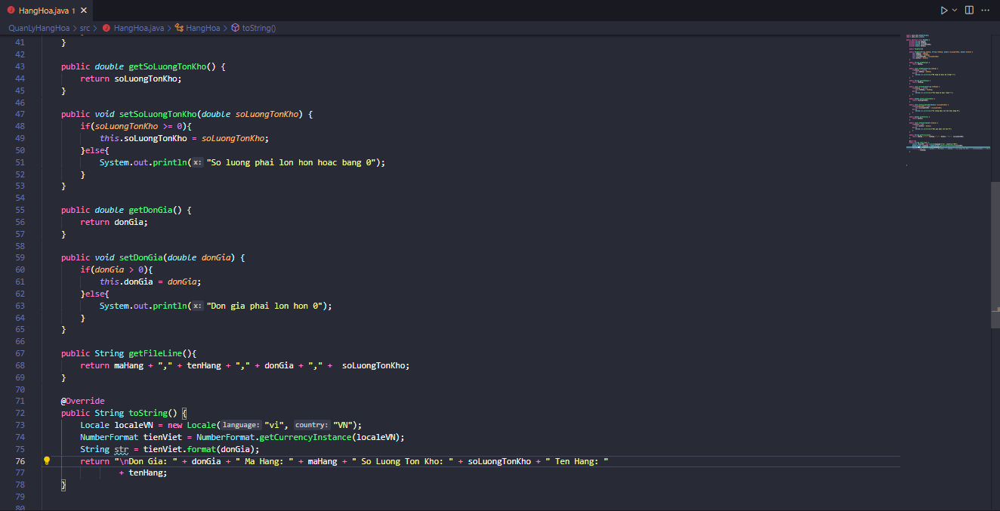 HangHoa.java 1
QuanLyHangHoa > src > HangHoa.java > HangHoa > toString()
41 }
42
43 public double getSoLuongTonKho() {
44 return soLuongTonKho;
45 }
46
47 public void setSoLuongTonKho(double soLuongTonKho) {
48 if(soLuongTonKho >= 0){
49 this.soLuongTonKho = soLuongTonKho;
50 }else{
51 System.out.println(x: "So luong phai lon hon hoac bang 0");
52 }
53 }
54
55 public double getDonGia() {
56 return donGia;
57 }
58
59 public void setDonGia(double donGia) {
60 if(donGia > 0){
61 this.donGia = donGia;
62 }else{
63 System.out.println(x: "Don gia phai lon hon 0");
64 }
65 }
66
67 public String getFileLine(){
68 return maHang + "," + tenHang + "," + donGia + "," +  soLuongTonKho;
69 }
70
71 @Override
72 public String toString() {
73 Locale localeVN = new Locale(language: "vi", country: "VN");
74 NumberFormat tienViet = NumberFormat.getCurrencyInstance(localeVN);
75 String str = tienViet.format(donGia);
76 return "\nDon Gia: " + donGia + " Ma Hang: " + maHang + " So Luong Ton Kho: " + soLuongTonKho + " Ten Hang: "
77 + tenHang;
78 }
79
80